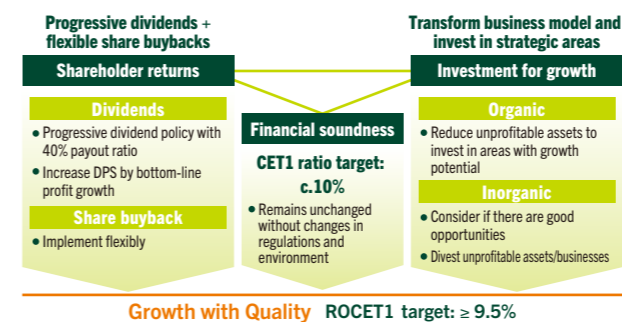 Progressive dividends +
flexible share buybacks
Shareholder returns
Dividends
• Progressive dividend policy with
40% payout ratio
• Increase DPS by bottom-line
profit growth
Share buyback
• Implement flexibly
Financial soundness
CET1 ratio target:
c.10%
• Remains unchanged
without changes in
regulations and
environment
Transform business model and
invest in strategic areas
Investment for growth
Organic
• Reduce unprofitable assets to
invest in areas with growth
potential
Inorganic
• Consider if there are good
opportunities
• Divest unprofitable assets/businesses
Growth with Quality ROCET1 target: ≥ 9.5%